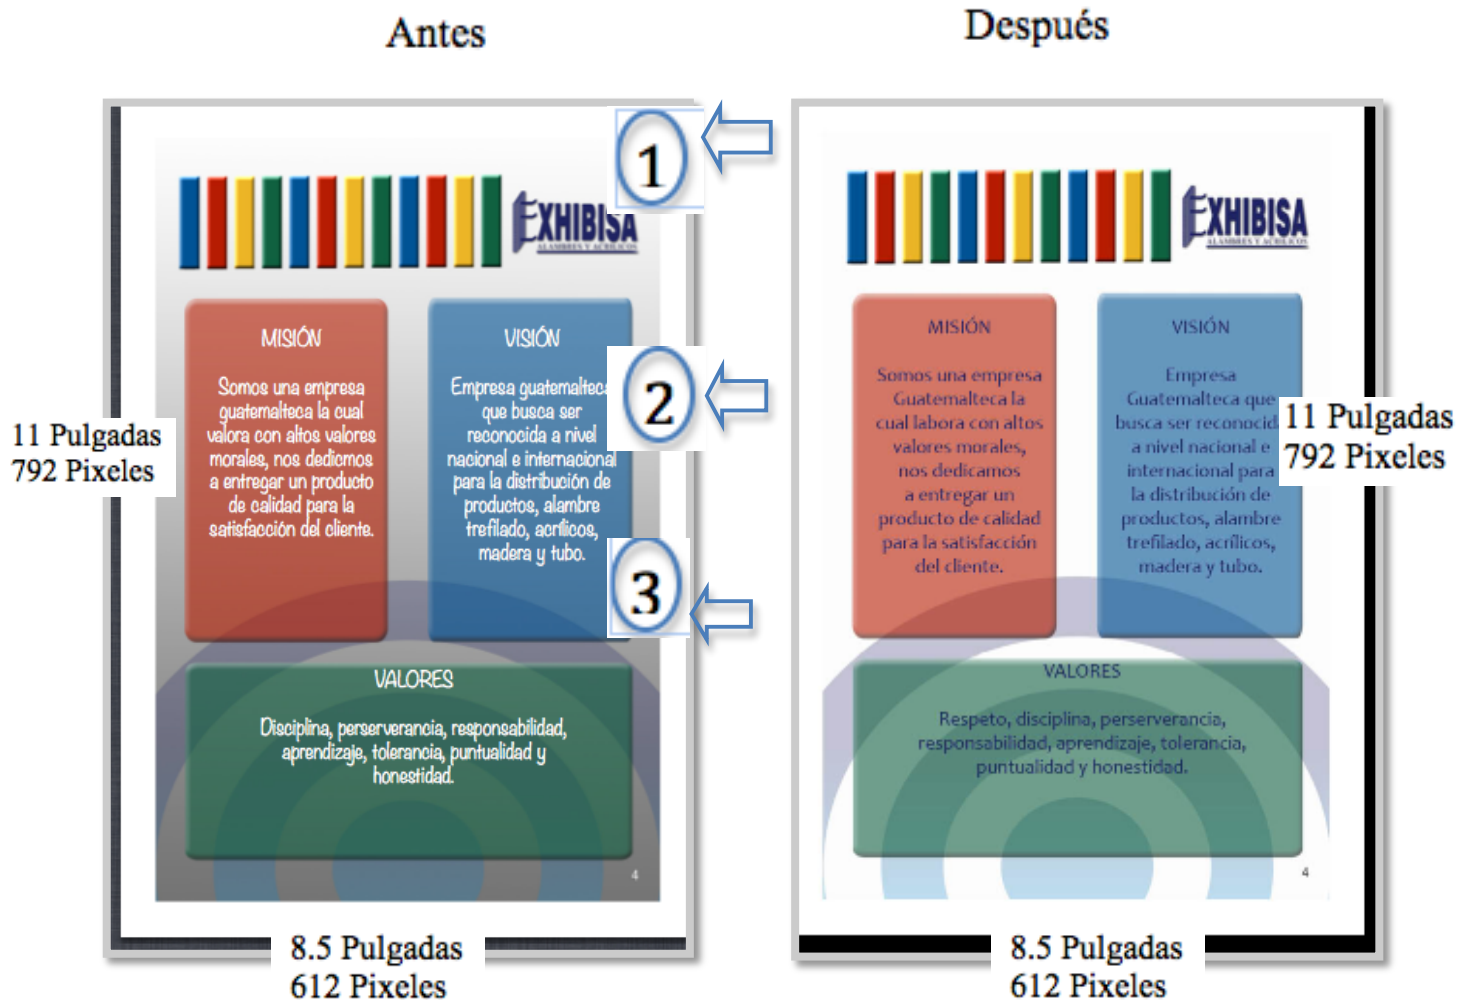 Antes
Después
1
EXHIBISA
ALAMBRES Y ACRILICOS
MISIÓN
Somos una empresa
guatemalteca la cual
valora con altos valores
morales, nos dedicmos
a entregar un producto
de calidad para la
satisfacción del cliente.
VISIÓN
Empresa guatemalteca
que busca ser
reconocida a nivel
nacional e internacional
para la distribución de
productos, alambre
trefilado, acrílicos,
madera y tubo.
2
3
11 Pulgadas
792 Pixeles
VALORES
Disciplina, perserverancia, responsabilidad,
aprendizaje, tolerancia, puntualidad y
honestidad.
4
8.5 Pulgadas
612 Pixeles
EXHIBISA
ALAMBRES Y ACRILICOS
MISIÓN
Somos una empresa
Guatemalteca la
cual labora con altos
valores morales,
nos dedicamos
a entregar un
producto de calidad
para la satisfacción
del cliente.
VISIÓN
Empresa
Guatemalteca que
busca ser reconocid
a nivel nacional e
internacional para
la distribución de
productos, alambre
trefilado, acrílicos,
madera y tubo.
11 Pulgadas
792 Pixeles
VALORES
Respeto, disciplina, perserverancia,
responsabilidad, aprendizaje, tolerancia,
puntualidad y honestidad.
4
8.5 Pulgadas
612 Pixeles